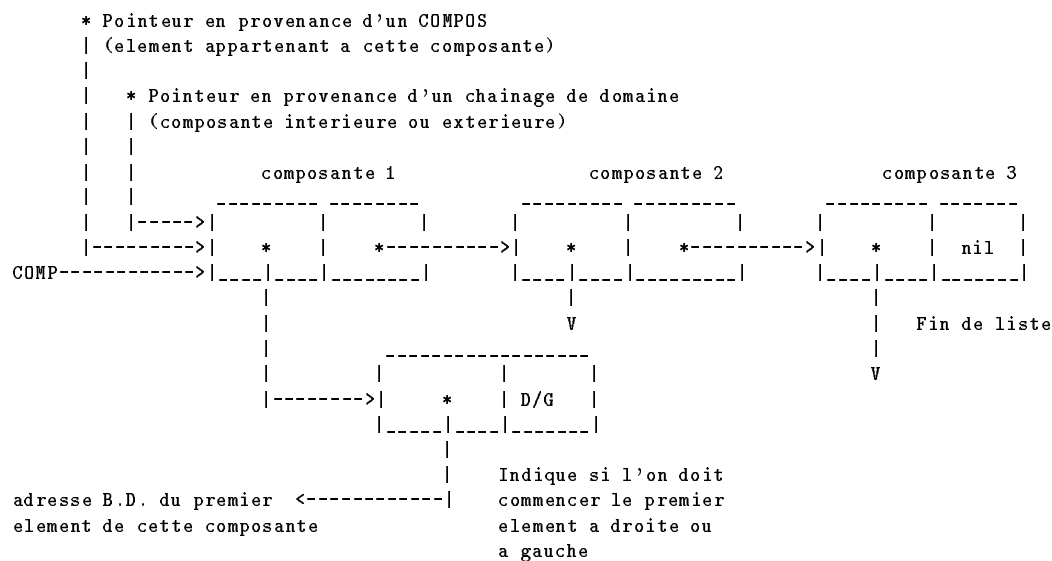 * Pointeur en provenance d'un COMPOS
(element appartenant a cette composante)
* Pointeur en provenance d'un chainage de domaine
(composante interieure ou exterieure)
composante 1 composante 2 composante 3
* * * * * nil
COMP
V Fin de liste
V
* D/G
Indique si l'on doit
adresse B.D. du premier commencer le premier
element de cette composante element a droite ou
a gauche